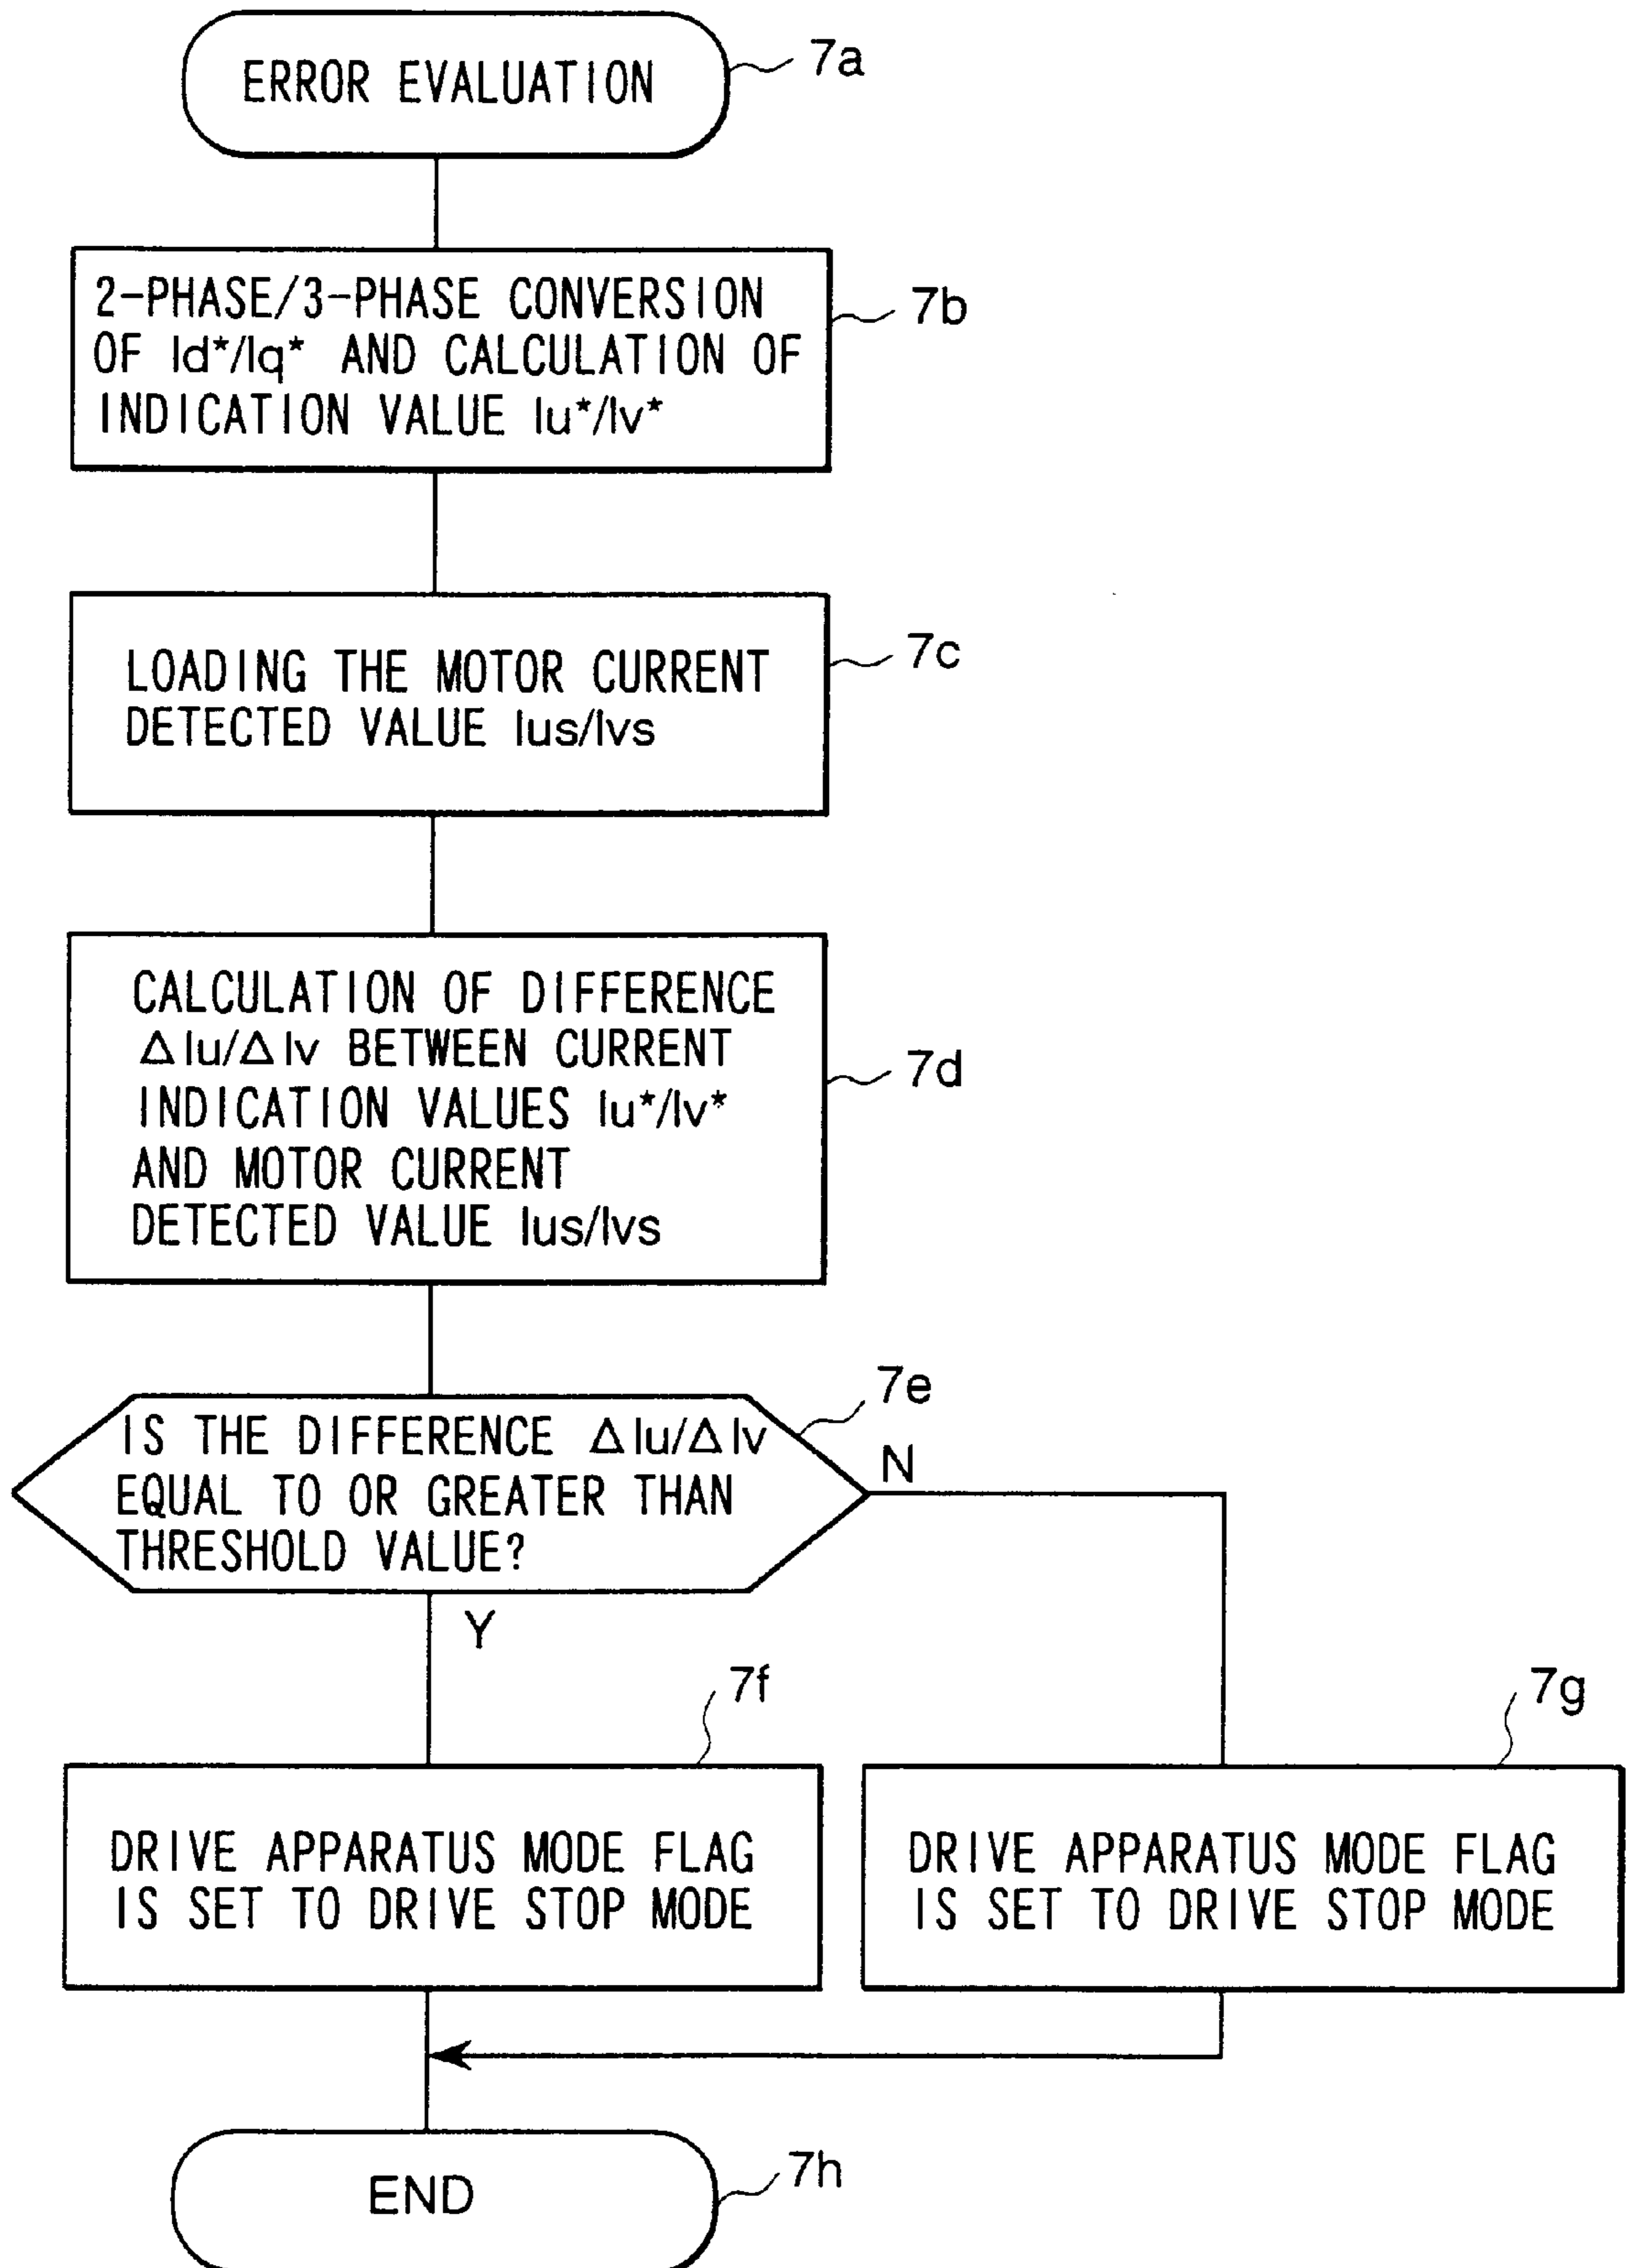 ERROR EVALUATION
7a
2-PHASE/3-PHASE CONVERSION
OF Id*/Iq* AND CALCULATION OF
INDICATION VALUE Iu*/Iv*
7b
LOADING THE MOTOR CURRENT
DETECTED VALUE Ius/Ivs
7c
CALCULATION OF DIFFERENCE
ΔIu/ΔIv BETWEEN CURRENT
INDICATION VALUES Iu*/Iv*
AND MOTOR CURRENT
DETECTED VALUE Ius/Ivs
7d
IS THE DIFFERENCE ΔIu/ΔIv
EQUAL TO OR GREATER THAN
THRESHOLD VALUE?
7e
N
Y
7f
DRIVE APPARATUS MODE FLAG
IS SET TO DRIVE STOP MODE
7g
DRIVE APPARATUS MODE FLAG
IS SET TO DRIVE STOP MODE
END
7h